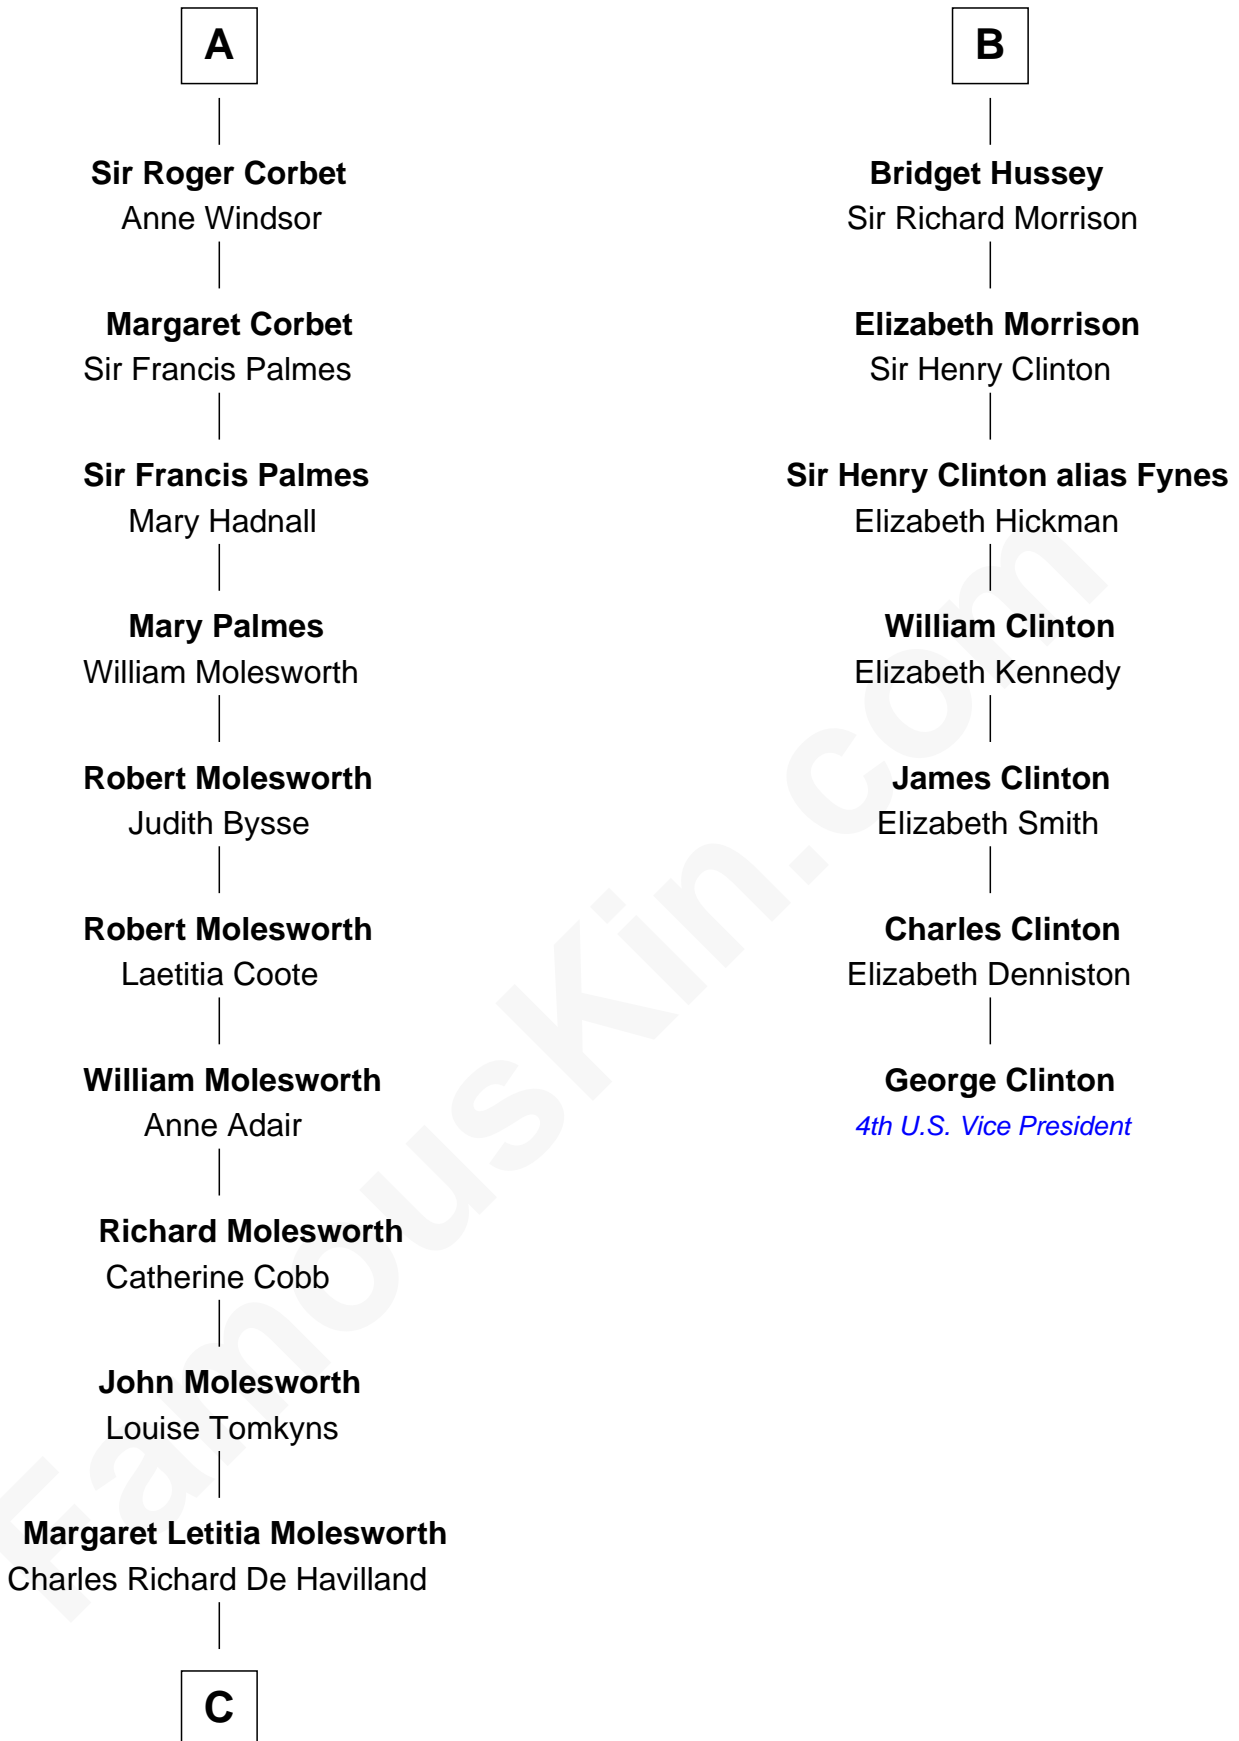 A
Sir Roger Corbet
Anne Windsor
Margaret Corbet
Sir Francis Palmes
Sir Francis Palmes
Mary Hadnall
Mary Palmes
William Molesworth
Robert Molesworth
Judith Bysse
Robert Molesworth
Laetitia Coote
William Molesworth
Anne Adair
Richard Molesworth
Catherine Cobb
John Molesworth
Louise Tomkyns
Margaret Letitia Molesworth
Charles Richard De Havilland
C
B
Bridget Hussey
Sir Richard Morrison
Elizabeth Morrison
Sir Henry Clinton
Sir Henry Clinton alias Fynes
Elizabeth Hickman
William Clinton
Elizabeth Kennedy
James Clinton
Elizabeth Smith
Charles Clinton
Elizabeth Denniston
George Clinton
4th U.S. Vice President
FamousKin.com